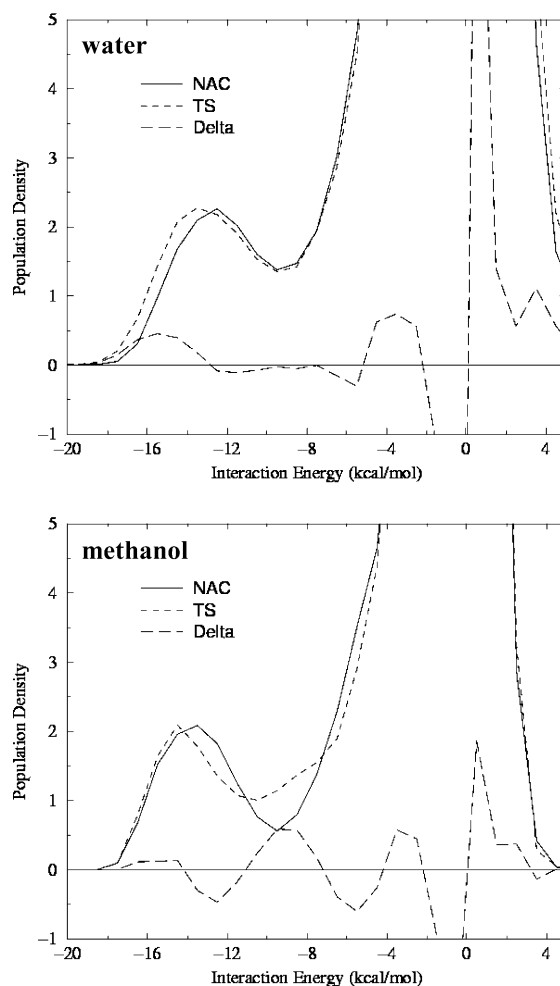 water
NAC
TS
Delta
Population Density
5
4
3
2
1
0
−1
−20
−16
−12
−8
−4
0
4
Interaction Energy (kcal/mol)
methanol
NAC
TS
Delta
Population Density
5
4
3
2
1
0
−1
−20
−16
−12
−8
−4
0
4
Interaction Energy (kcal/mol)